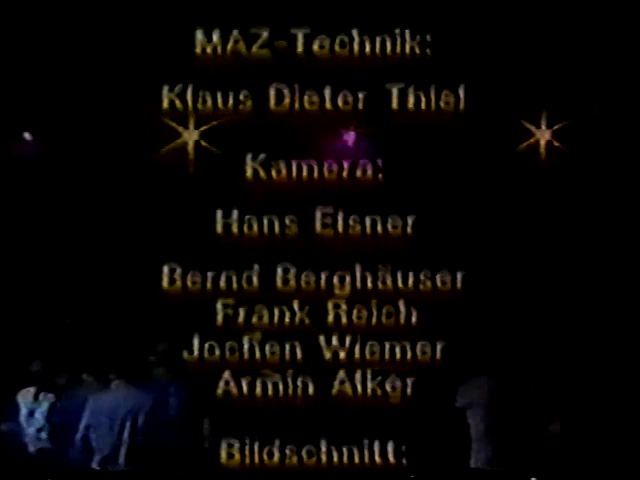 MAZ-Technik:
Klaus Dieter Thiel
Kamera:
Hans Elsner
Bernd Berghäuser
Frank Reich
Jochen Wiemer
Armin Alker
Bildschnitt: